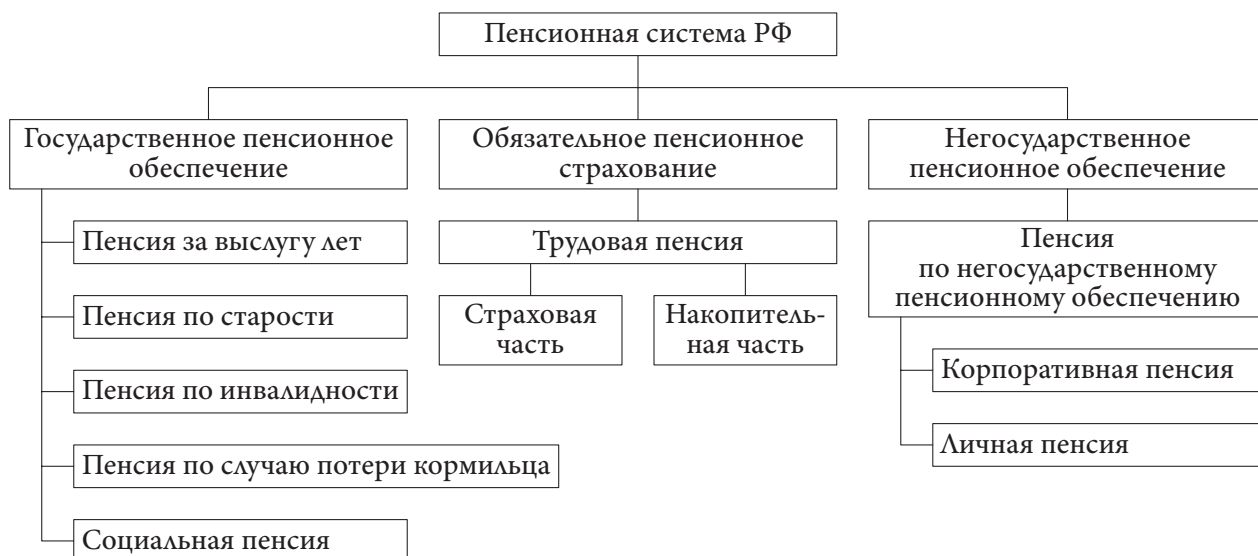 Пенсионная система РФ
Государственное пенсионное
обеспечение
Пенсия за выслугу лет
Пенсия по старости
Пенсия по инвалидности
Пенсия по случаю потери кормильца
Социальная пенсия
Обязательное пенсионное
страхование
Трудовая пенсия
Страховая
часть
Накопитель-
ная часть
Негосударственное
пенсионное обеспечение
Пенсия
по негосударственному
пенсионному обеспечению
Корпоративная пенсия
Личная пенсия